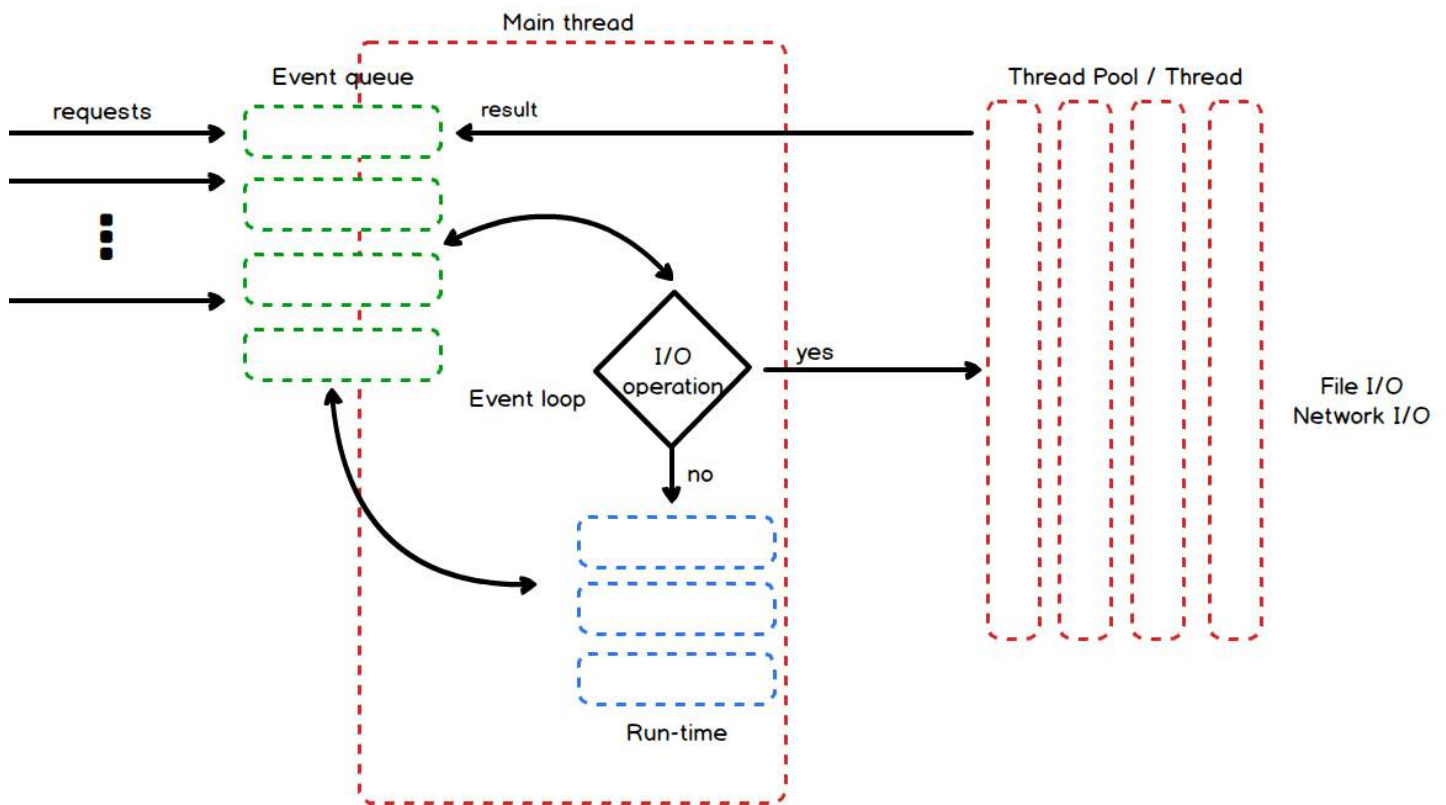 Main thread
Event queue
Thread Pool / Thread
requests
result
I/O
operation
yes
Event loop
File I/O
Network I/O
no
Run-time